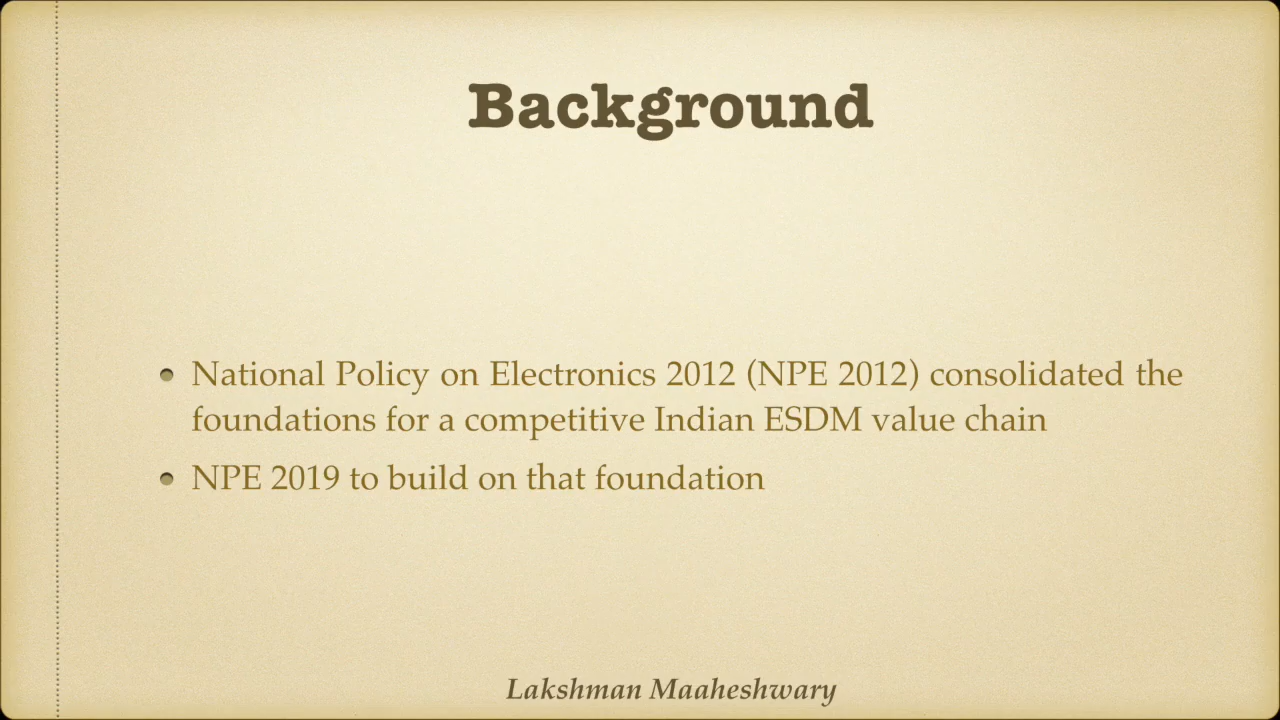 Background
• National Policy on Electronics 2012 (NPE 2012) consolidated the
foundations for a competitive Indian ESDM value chain
• NPE 2019 to build on that foundation
Lakshman Maaheshwary